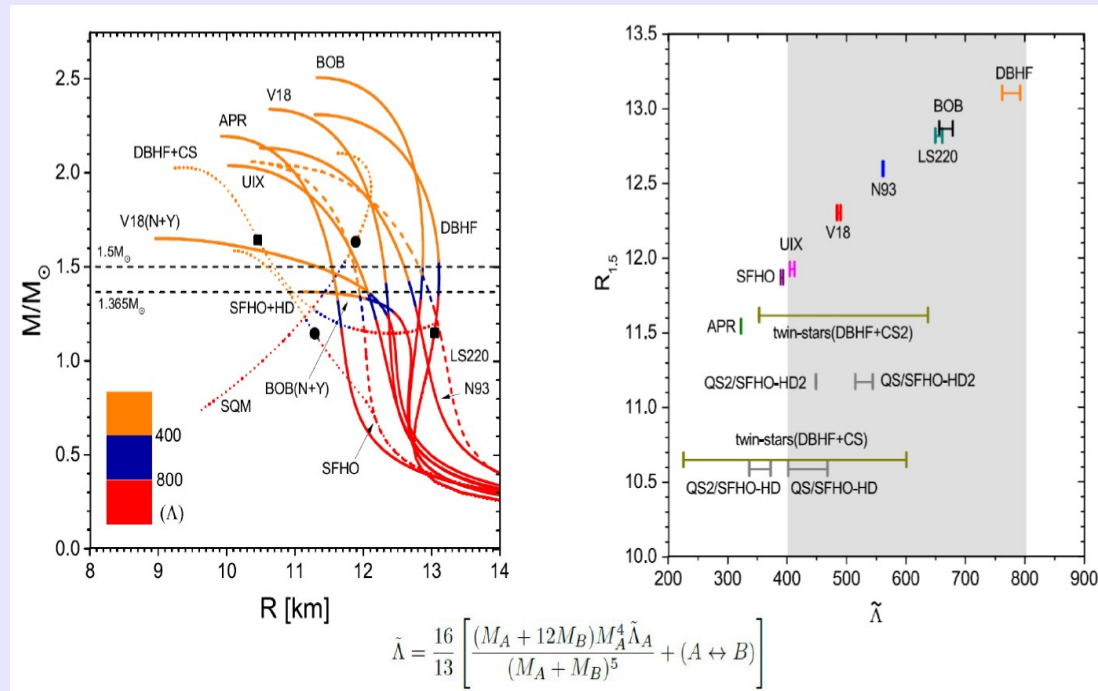 BOB
V18
APR
DBHF+CS
UIX
V18(N+Y)
DBHF
1.5M☉
1.365M☉
SFHO+HD
LS220
BOB(N+Y)
N93
SQM
SFHO
400
800
(Λ)
2.5
2.0
1.5
1.0
0.5
0.0
M/M☉
8 9 10 11 12 13 14
R [km]
13.5
13.0
12.5
12.0
11.5
11.0
10.5
10.0
R1.5
DBHF
BOB
LS220
N93
V18
UIX
SFHO
APR
twin-stars(DBHF+CS2)
QS2/SFHO-HD2 QS/SFHO-HD2
twin-stars(DBHF+CS)
QS2/SFHO-HD QS/SFHO-HD
200 300 400 500 600 700 800 900
Λ̃
Λ̃ = 16/13 [ (M_A + 12M_B)M_A^4 Λ̃_A / (M_A + M_B)^5 + (A ↔ B) ]